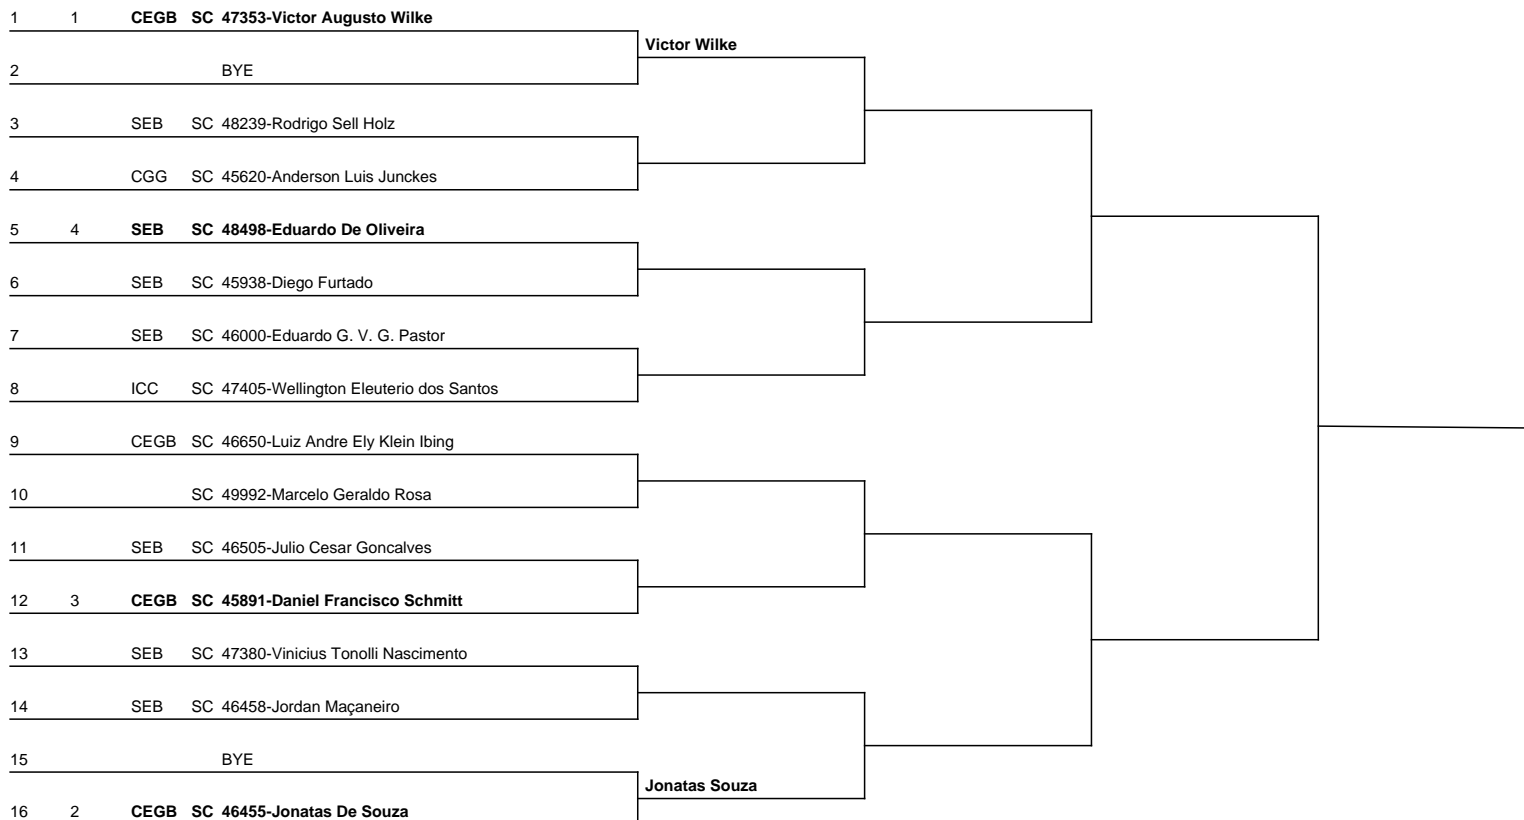 1 1 CEGB SC 47353-Victor Augusto Wilke
Victor Wilke
2 BYE
3 SEB SC 48239-Rodrigo Sell Holz
4 CGG SC 45620-Anderson Luis Junckes
5 4 SEB SC 48498-Eduardo De Oliveira
6 SEB SC 45938-Diego Furtado
7 SEB SC 46000-Eduardo G. V. G. Pastor
8 ICC SC 47405-Wellington Eleuterio dos Santos
9 CEGB SC 46650-Luiz Andre Ely Klein Ibing
10 SC 49992-Marcelo Geraldo Rosa
11 SEB SC 46505-Julio Cesar Goncalves
12 3 CEGB SC 45891-Daniel Francisco Schmitt
13 SEB SC 47380-Vinicius Tonolli Nascimento
14 SEB SC 46458-Jordan Maçaneiro
15 BYE
Jonatas Souza
16 2 CEGB SC 46455-Jonatas De Souza